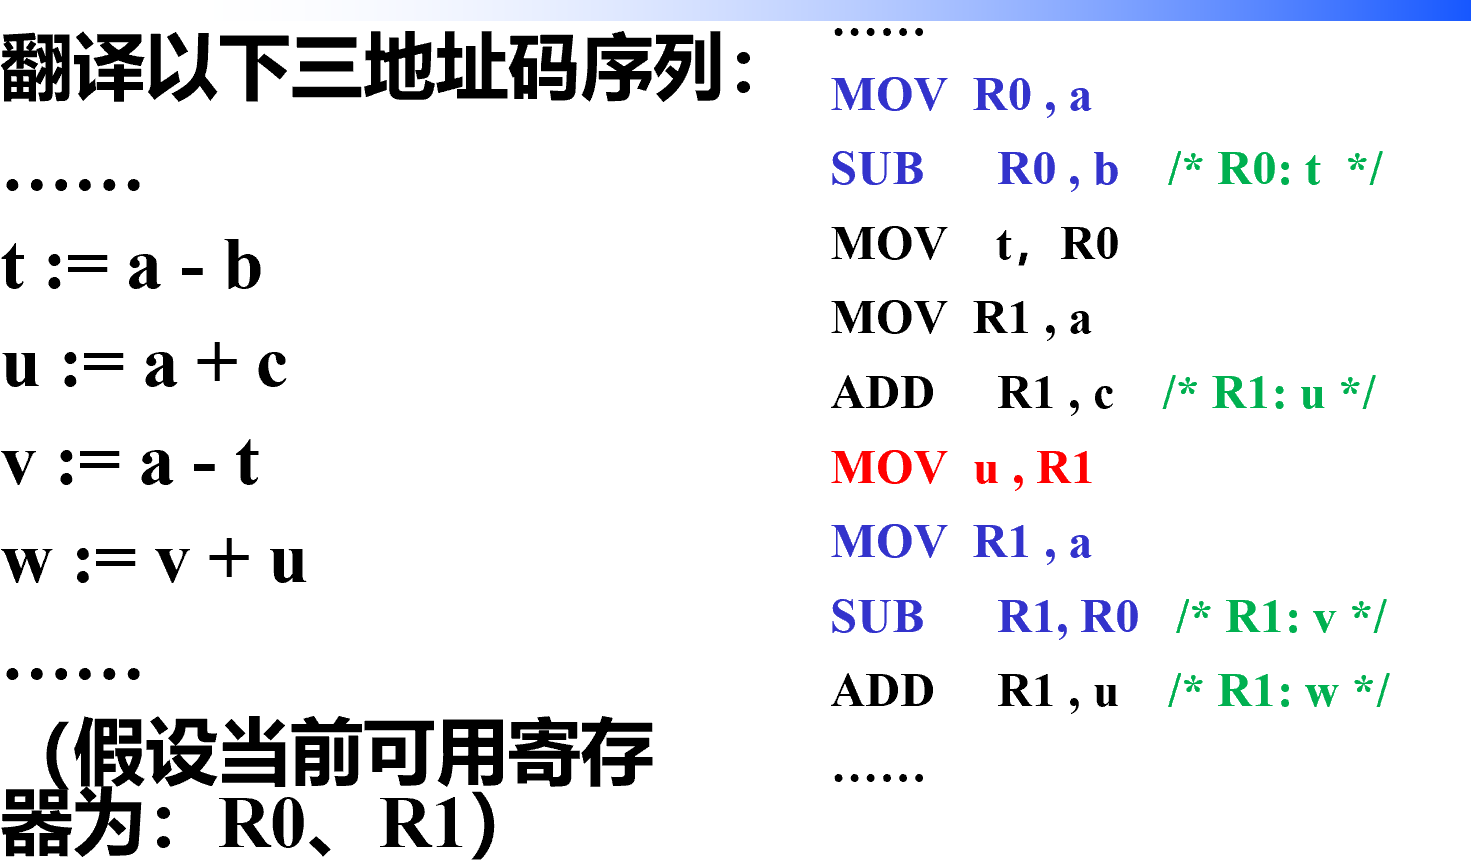 翻译以下三地址码序列：
……
t := a - b
u := a + c
v := a - t
w := v + u
……
（假设当前可用寄存
器为：R0、R1）
……
MOV R0 , a
SUB R0 , b /* R0: t */
MOV t， R0
MOV R1 , a
ADD R1 , c /* R1: u */
MOV u , R1
MOV R1 , a
SUB R1, R0 /* R1: v */
ADD R1 , u /* R1: w */
……